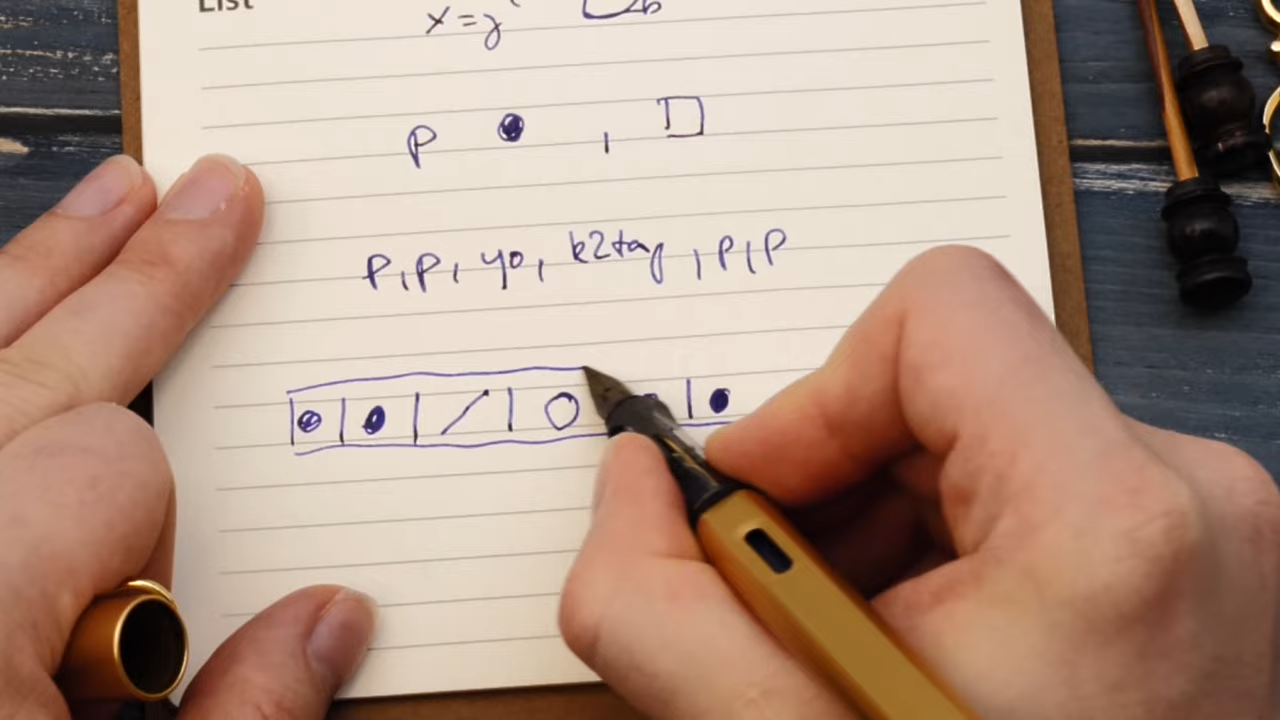 List
x=y
p ● , □
p,p, yo, k2tag, p,p